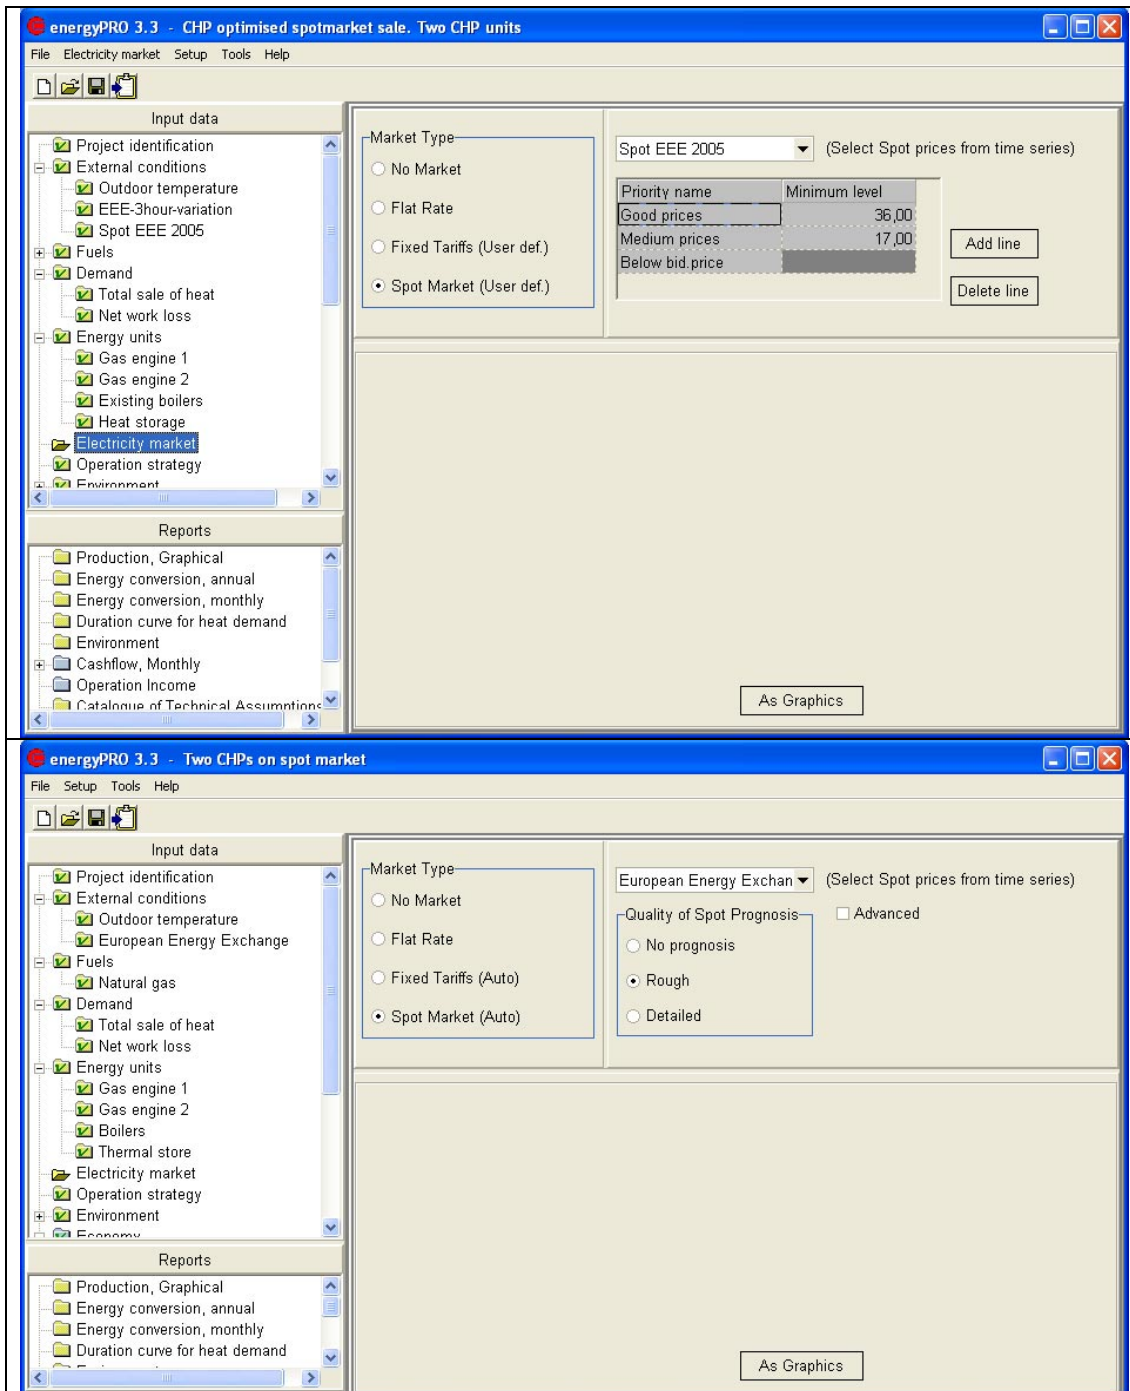 energyPRO 3.3 - CHP optimised spotmarket sale. Two CHP units
File Electricity market Setup Tools Help
Input data
Project identification
External conditions
Outdoor temperature
EEE-3hour-variation
Spot EEE 2005
Fuels
Demand
Total sale of heat
Net work loss
Energy units
Gas engine 1
Gas engine 2
Existing boilers
Heat storage
Electricity market
Operation strategy
Environment
Reports
Production, Graphical
Energy conversion, annual
Energy conversion, monthly
Duration curve for heat demand
Environment
Cashflow, Monthly
Operation Income
Catalogue of Technical Assumptions
Market Type
No Market
Flat Rate
Fixed Tariffs (User def.)
Spot Market (User def.)
Spot EEE 2005 (Select Spot prices from time series)
Priority name Minimum level
Good prices 36,00
Medium prices 17,00
Below bid.price
Add line
Delete line
As Graphics
energyPRO 3.3 - Two CHPs on spot market
File Setup Tools Help
Input data
Project identification
External conditions
Outdoor temperature
European Energy Exchange
Fuels
Natural gas
Demand
Total sale of heat
Net work loss
Energy units
Gas engine 1
Gas engine 2
Boilers
Thermal store
Electricity market
Operation strategy
Environment
Economy
Reports
Production, Graphical
Energy conversion, annual
Energy conversion, monthly
Duration curve for heat demand
Market Type
No Market
Flat Rate
Fixed Tariffs (Auto)
Spot Market (Auto)
European Energy Exchan (Select Spot prices from time series)
Quality of Spot Prognosis
Advanced
No prognosis
Rough
Detailed
As Graphics